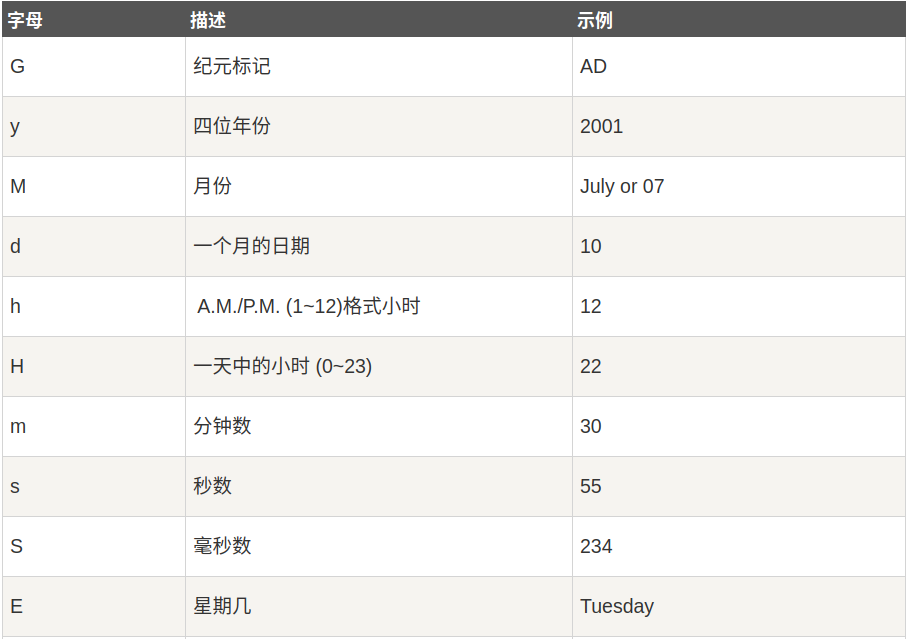 字母 描述 示例
G 纪元标记 AD
y 四位年份 2001
M 月份 July or 07
d 一个月的日期 10
h A.M./P.M. (1~12)格式小时 12
H 一天中的小时 (0~23) 22
m 分钟数 30
s 秒数 55
S 毫秒数 234
E 星期几 Tuesday